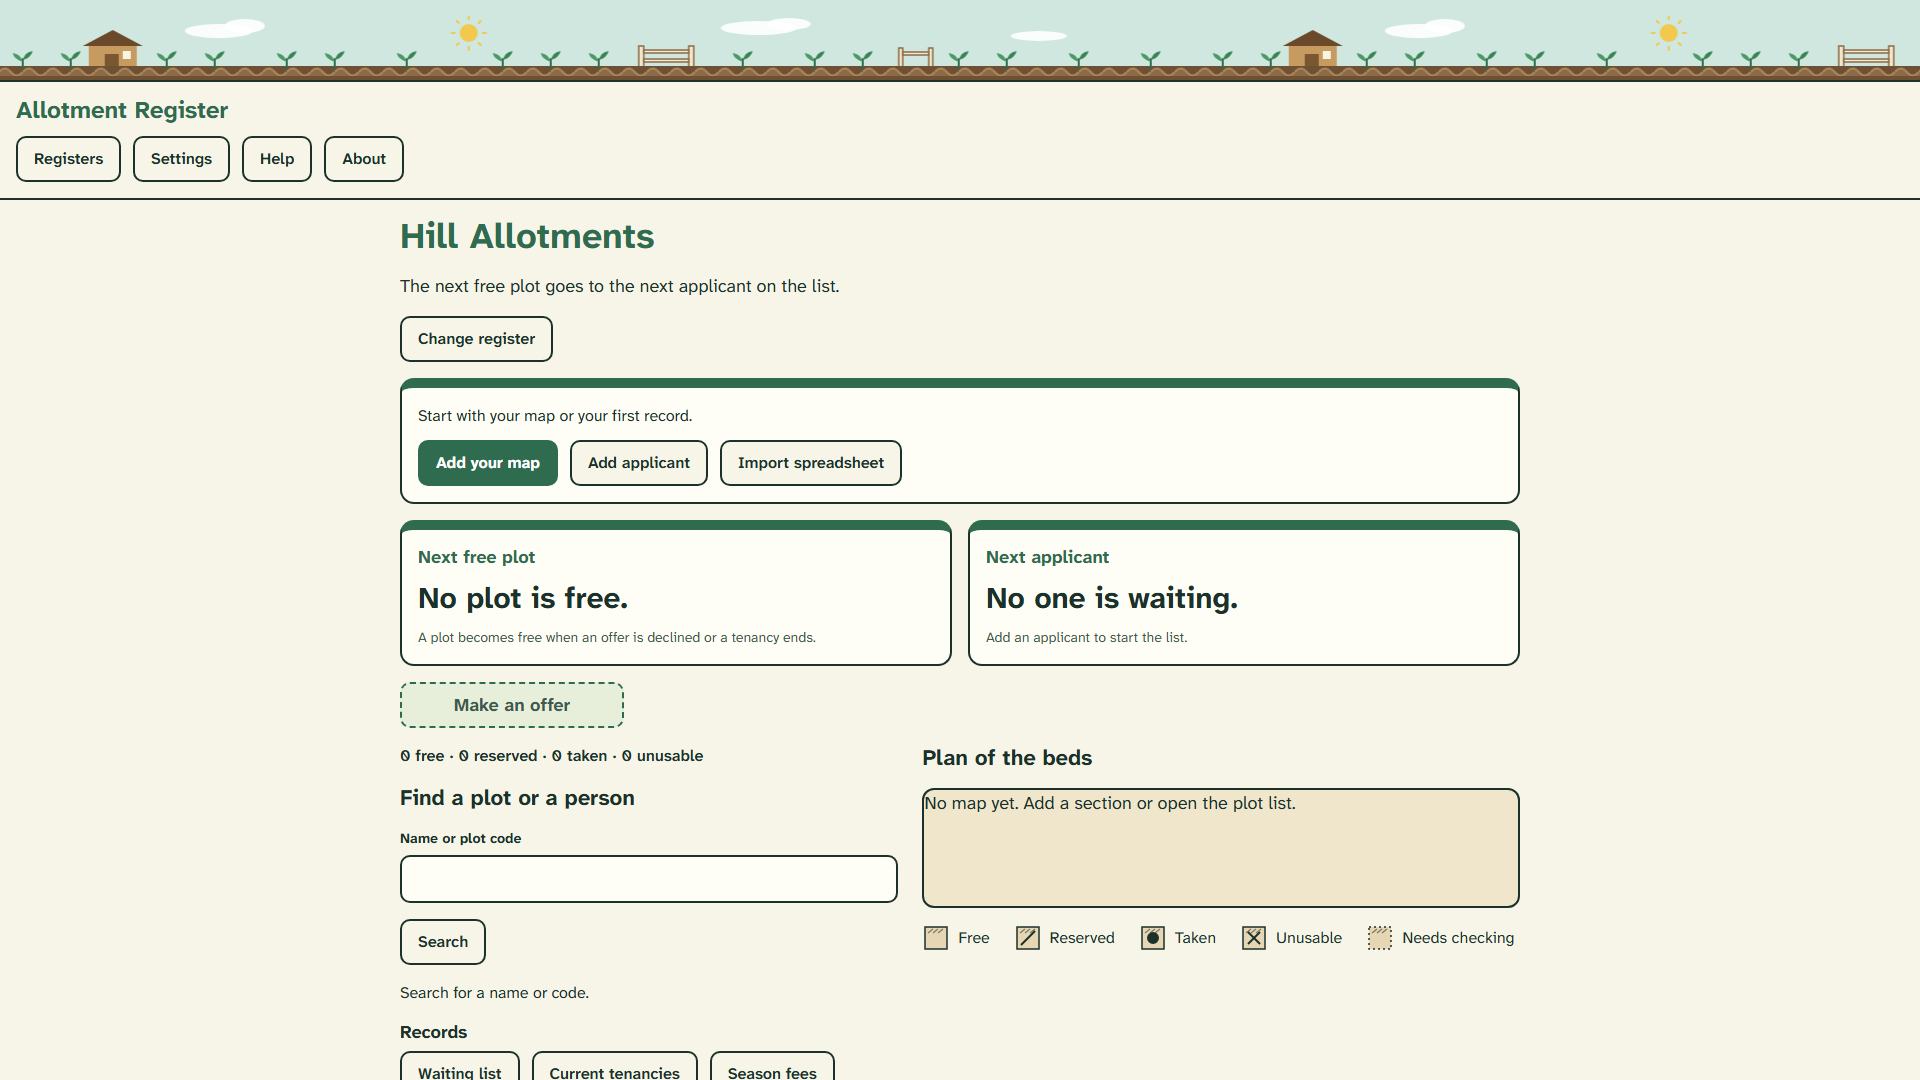 Allotment Register
Registers
Settings
Help
About
Hill Allotments
The next free plot goes to the next applicant on the list.
Change register
Start with your map or your first record.
Add your map
Add applicant
Import spreadsheet
Next free plot
No plot is free.
A plot becomes free when an offer is declined or a tenancy ends.
Next applicant
No one is waiting.
Add an applicant to start the list.
Make an offer
0 free · 0 reserved · 0 taken · 0 unusable
Find a plot or a person
Name or plot code
Search
Search for a name or code.
Records
Waiting list
Current tenancies
Season fees
Plan of the beds
No map yet. Add a section or open the plot list.
Free
Reserved
Taken
Unusable
Needs checking